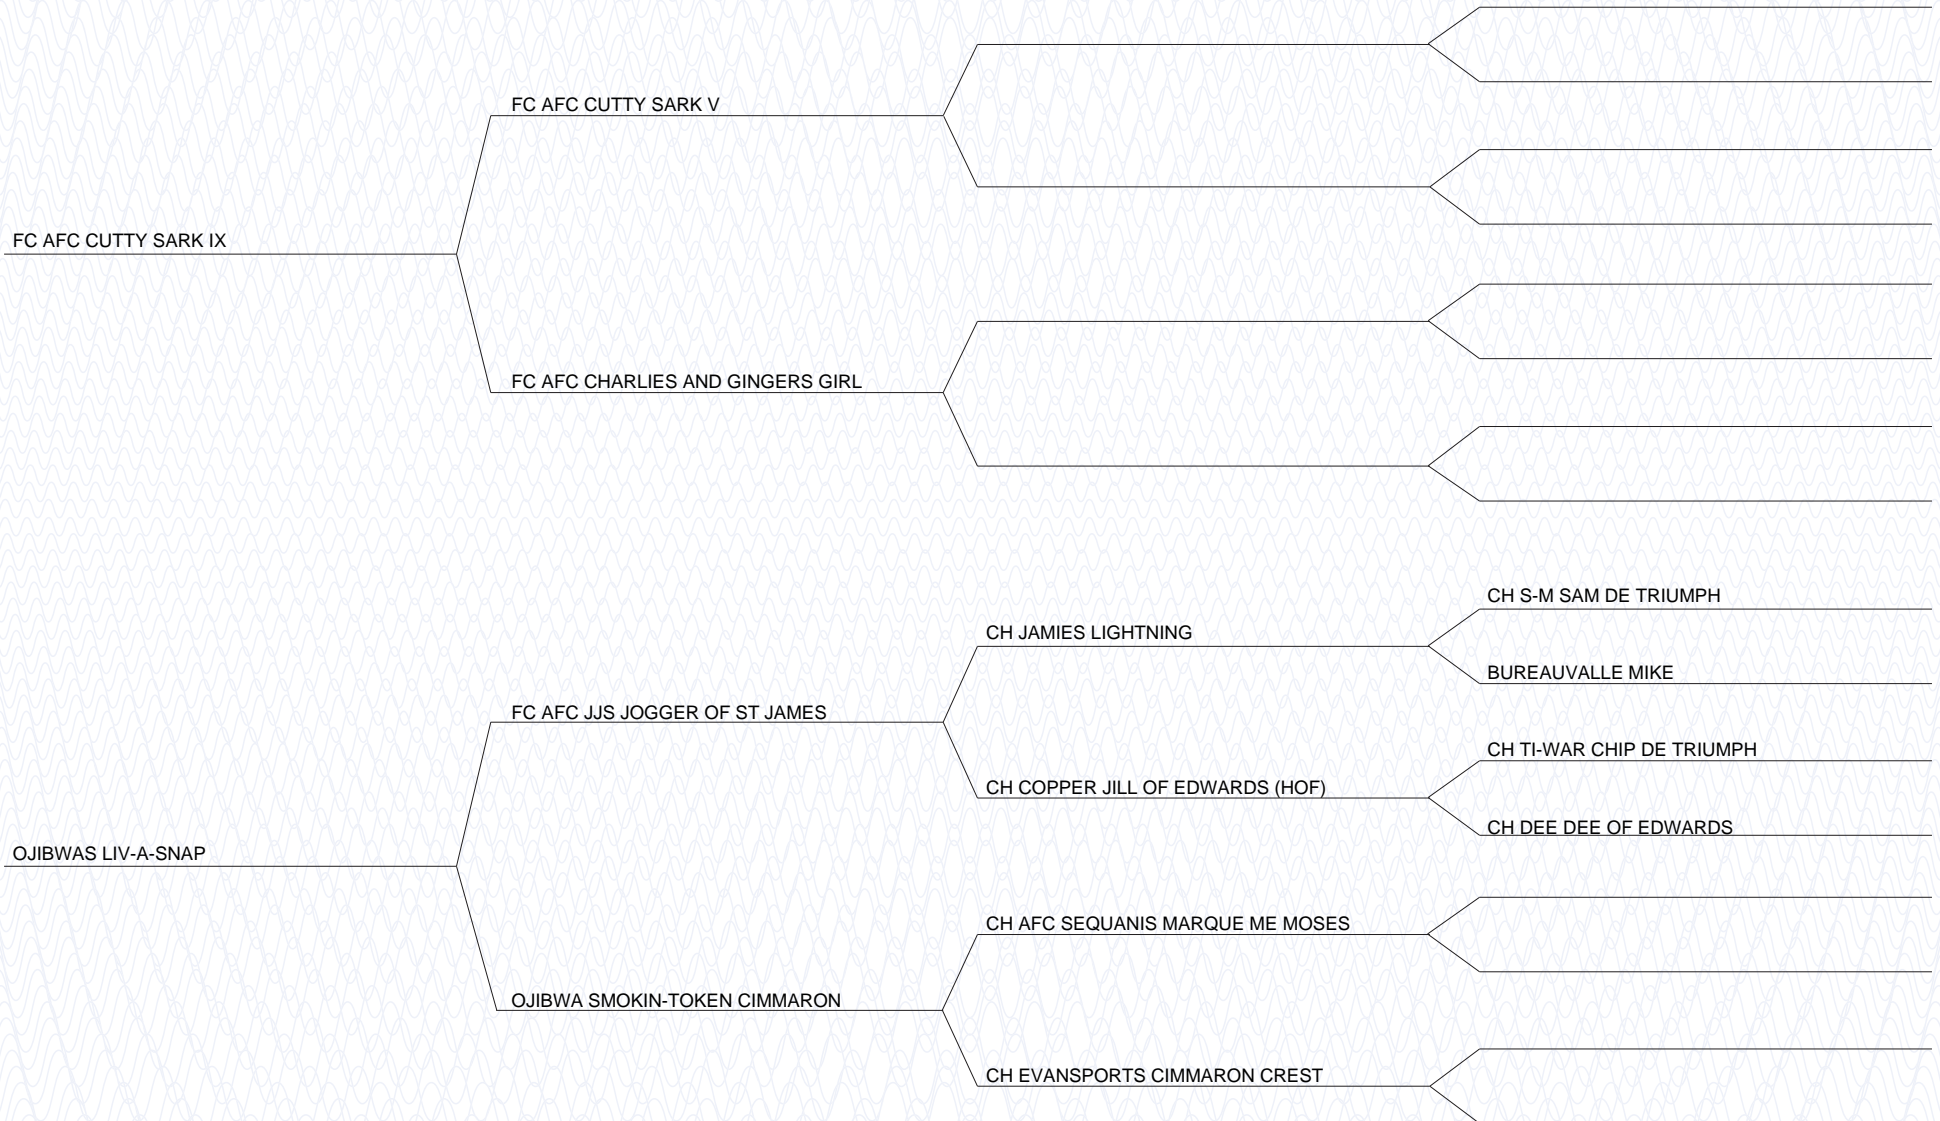 FC AFC CUTTY SARK V
FC AFC CUTTY SARK IX
FC AFC CHARLIES AND GINGERS GIRL
CH S-M SAM DE TRIUMPH
CH JAMIES LIGHTNING
BUREAUVALLE MIKE
FC AFC JJS JOGGER OF ST JAMES
CH TI-WAR CHIP DE TRIUMPH
CH COPPER JILL OF EDWARDS (HOF)
CH DEE DEE OF EDWARDS
OJIBWAS LIV-A-SNAP
CH AFC SEQUANIS MARQUE ME MOSES
OJIBWA SMOKIN-TOKEN CIMMARON
CH EVANSPORTS CIMMARON CREST